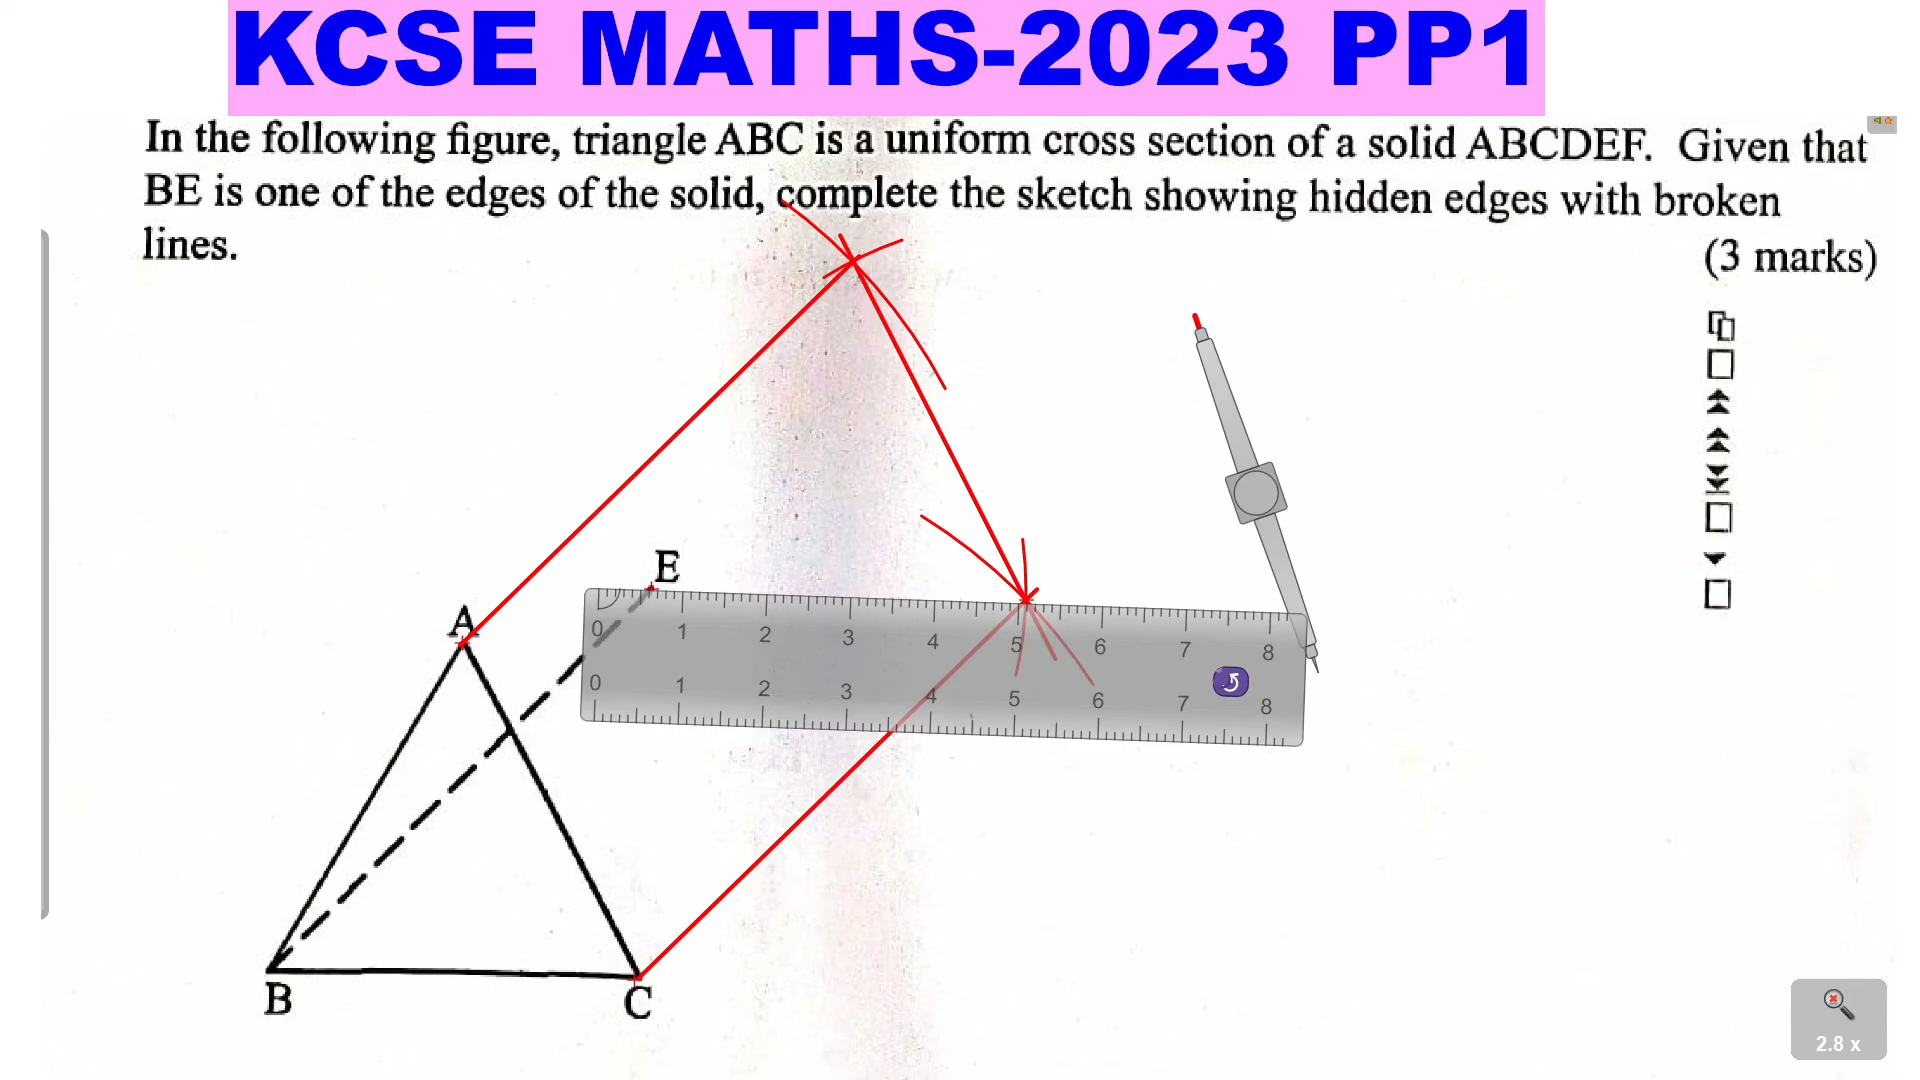 KCSE MATHS-2023 PP1
In the following figure, triangle ABC is a uniform cross section of a solid ABCDEF. Given that
BE is one of the edges of the solid, complete the sketch showing hidden edges with broken
lines.
(3 marks)
E
A
0 1 2 3 4 5 6 7 8
0 1 2 3 4 5 6 7 8
B
C
2.8 x